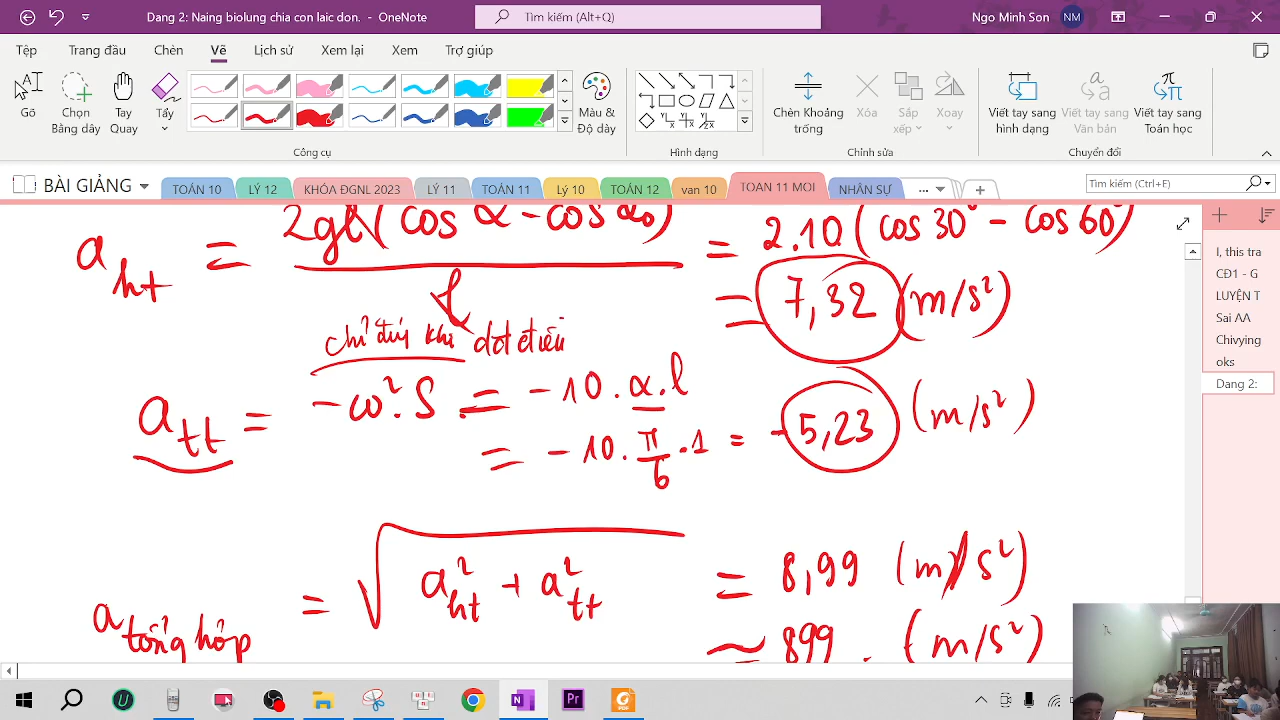 Dang 2: Naing biolung chia con laic don. - OneNote
Tìm kiếm (Alt+Q)
Ngo Minh Son NM
Tệp Trang đầu Chèn Vẽ Lịch sử Xem lại Xem Trợ giúp
Gõ Chọn Bằng dây Tay Quay Tẩy Màu & Độ dày Chèn Khoảng trống Xóa Sắp xếp Xoay Viết tay sang hình dạng Viết tay sang Văn bản Viết tay sang Toán học
Công cụ Hình dạng Chỉnh sửa Chuyển đổi
BÀI GIẢNG TOÁN 10 LÝ 12 KHÓA ĐGNL 2023 LÝ 11 TOÁN 11 Lý 10 TOÁN 12 van 10 TOAN 11 MOI NHÂN SỰ ... Tìm kiếm (Ctrl+E)
I, this tra
CĐ1 - G
LUYỆN T
Sai AA
Chivying
oks
Dang 2:
a_ht = 2gl(cos α - cos α₀) / l = 2.10 (cos 30° - cos 60°)
= 7,32 (m/s²)
chỉ đúng khi
a_tt = -ω².S = -10.α.l
= -10.π/6.1 = -5,23 (m/s²)
a_tổng hợp = √(a²_ht + a²_tt) = 8,99 (m/s²)
≈ 899 (m/s²)